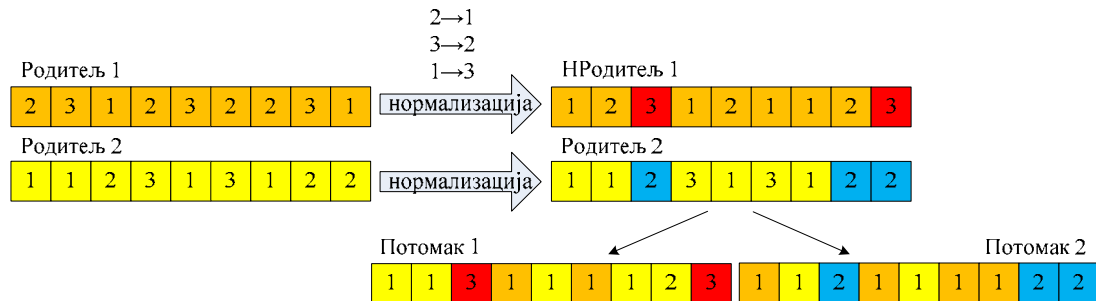 2→1
3→2
1→3
Родитељ 1
НРодитељ 1
2 3 1 2 3 2 2 3 1
нормализација
1 2 3 1 2 1 1 2 3
Родитељ 2
Родитељ 2
1 1 2 3 1 3 1 2 2
нормализација
1 1 2 3 1 3 1 2 2
Потомак 1
Потомак 2
1 1 3 1 1 1 1 2 3
1 1 2 1 1 1 1 2 2